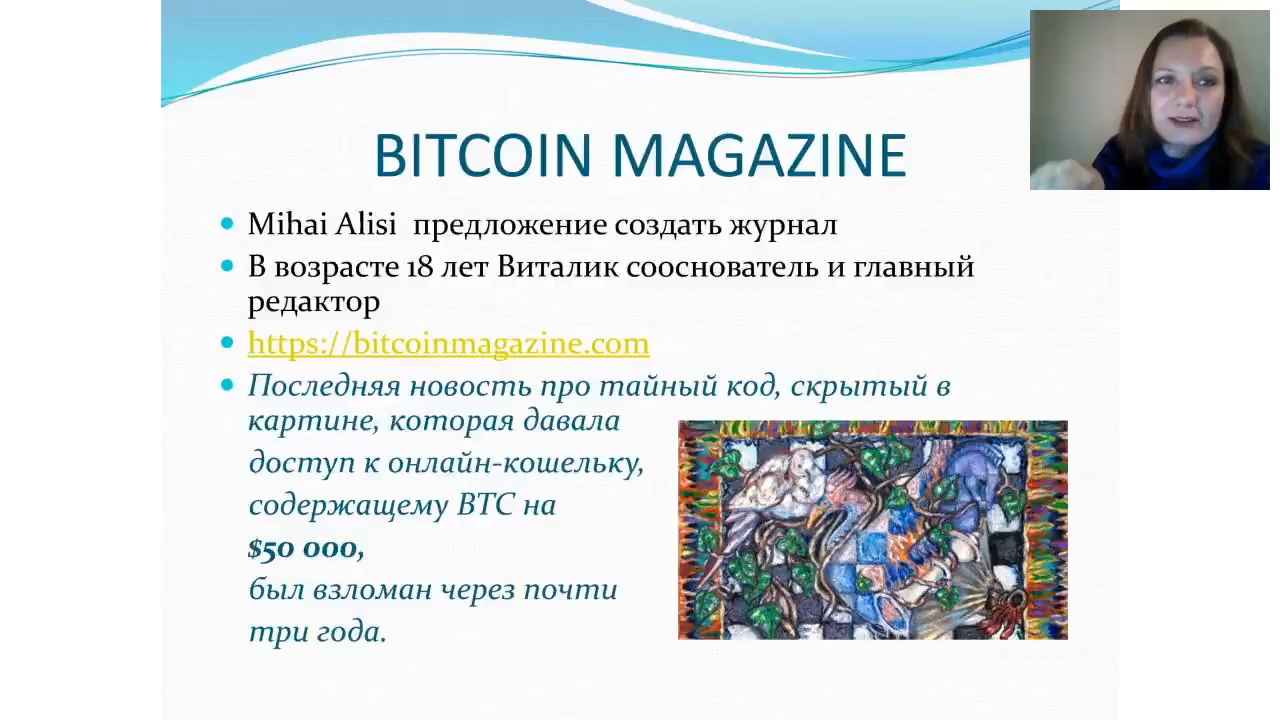 BITCOIN MAGAZINE
Mihai Alisi предложение создать журнал
В возрасте 18 лет Виталик сооснователь и главный
редактор
https://bitcoinmagazine.com
Последняя новость про тайный код, скрытый в
картине, которая давала
доступ к онлайн-кошельку,
содержащему BTC на
$50 000,
был взломан через почти
три года.